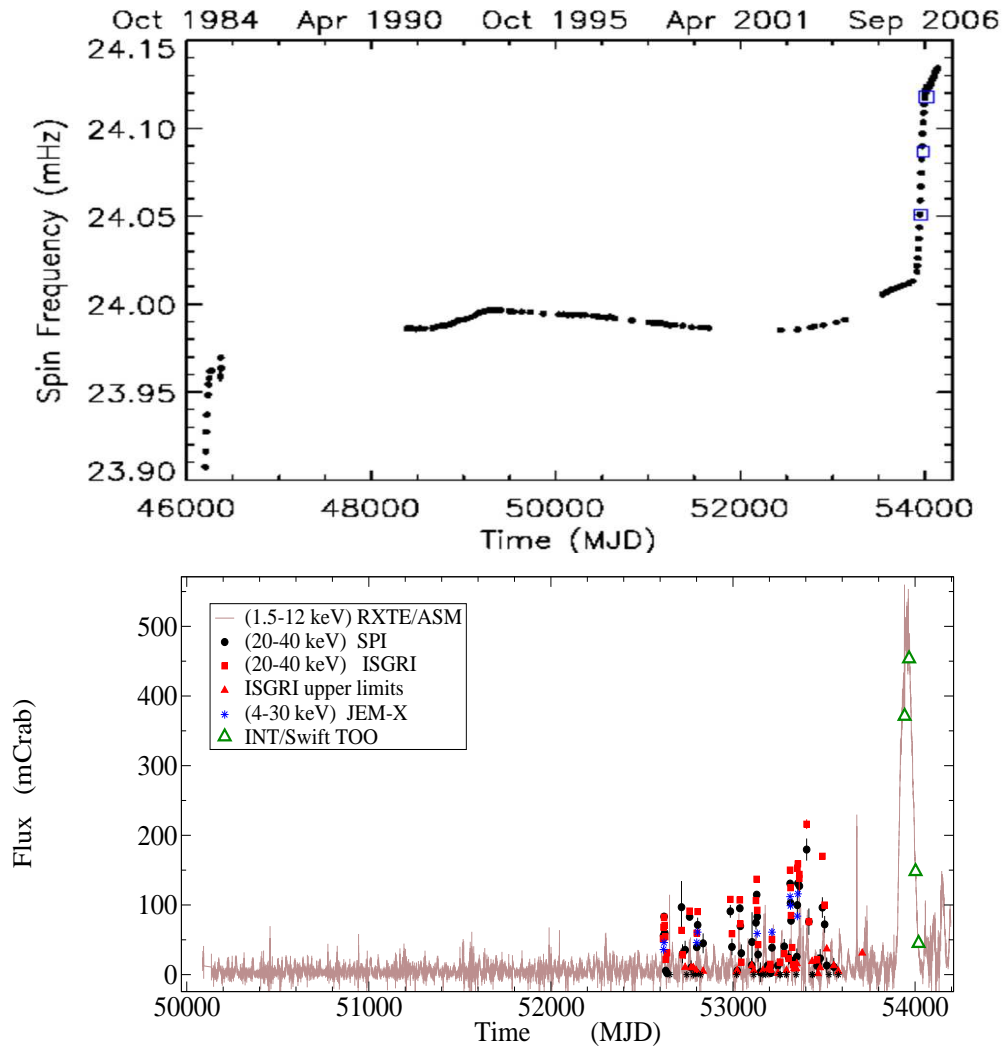 Oct 1984 Apr 1990 Oct 1995 Apr 2001 Sep 2006
24.15
24.10
24.05
24.00
23.95
23.90
Spin Frequency (mHz)
46000 48000 50000 52000 54000
Time (MJD)
500
400
300
200
100
0
Flux (mCrab)
(1.5-12 keV) RXTE/ASM
(20-40 keV) SPI
(20-40 keV) ISGRI
ISGRI upper limits
(4-30 keV) JEM-X
INT/Swift TOO
50000 51000 52000 53000 54000
Time (MJD)